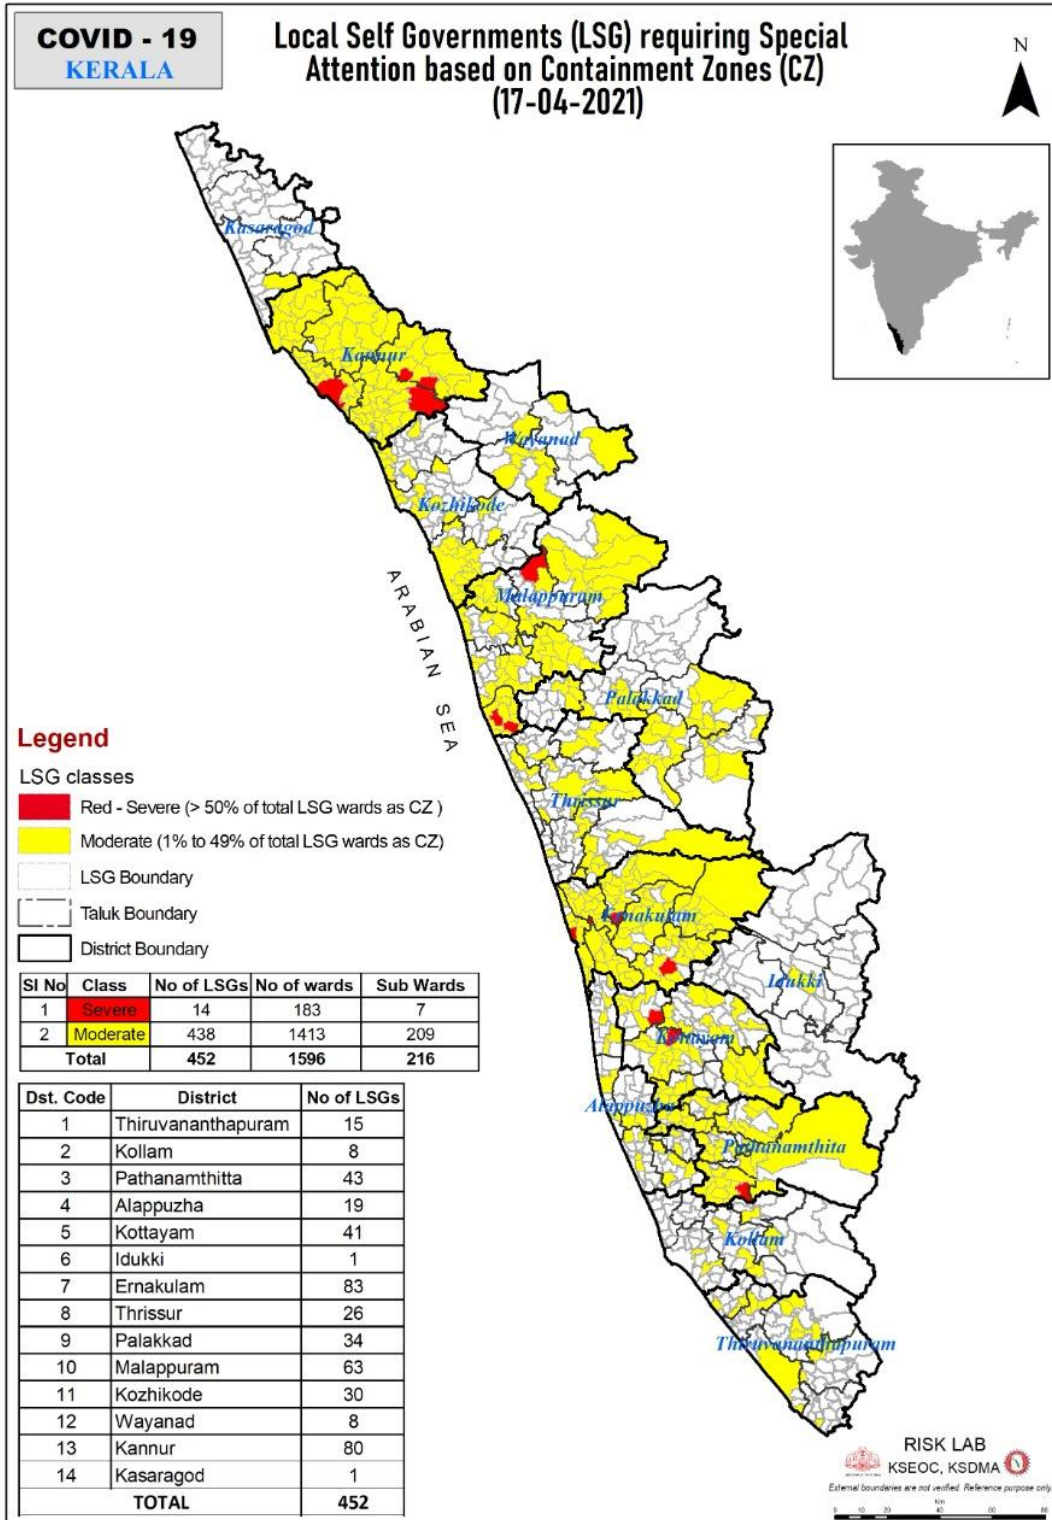 COVID - 19
KERALA
Local Self Governments (LSG) requiring Special
Attention based on Containment Zones (CZ)
(17-04-2021)
N
Kasaragod
Kannur
Wayanad
Kozhikode
Malappuram
ARABIAN SEA
Palakkad
Thrissur
Ernakulam
Idukki
Kottayam
Alappuzha
Pathanamthita
Kollam
Thiruvananthapuram
Legend
LSG classes
Red - Severe (> 50% of total LSG wards as CZ )
Moderate (1% to 49% of total LSG wards as CZ)
LSG Boundary
Taluk Boundary
District Boundary
Sl No Class No of LSGs No of wards Sub Wards
1 Severe 14 183 7
2 Moderate 438 1413 209
Total 452 1596 216
Dst. Code District No of LSGs
1 Thiruvananthapuram 15
2 Kollam 8
3 Pathanamthitta 43
4 Alappuzha 19
5 Kottayam 41
6 Idukki 1
7 Ernakulam 83
8 Thrissur 26
9 Palakkad 34
10 Malappuram 63
11 Kozhikode 30
12 Wayanad 8
13 Kannur 80
14 Kasaragod 1
TOTAL 452
RISK LAB
KSEOC, KSDMA
External boundaries are not verified. Reference purpose only.
Km
0 10 20 40 60 80